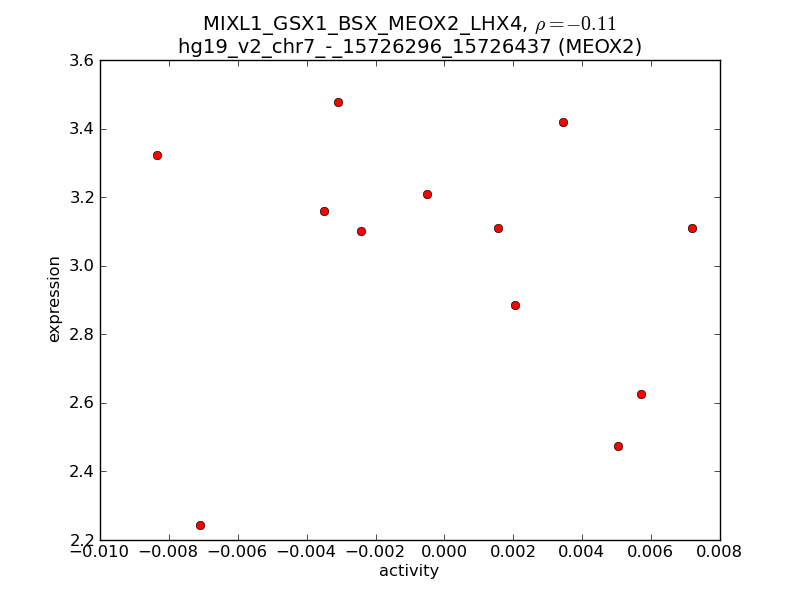 MIXL1_GSX1_BSX_MEOX2_LHX4, ρ=−0.11
hg19_v2_chr7_-_15726296_15726437 (MEOX2)
3.6
3.4
3.2
3.0
2.8
2.6
2.4
2.2
expression
−0.010 −0.008 −0.006 −0.004 −0.002 0.000 0.002 0.004 0.006 0.008
activity